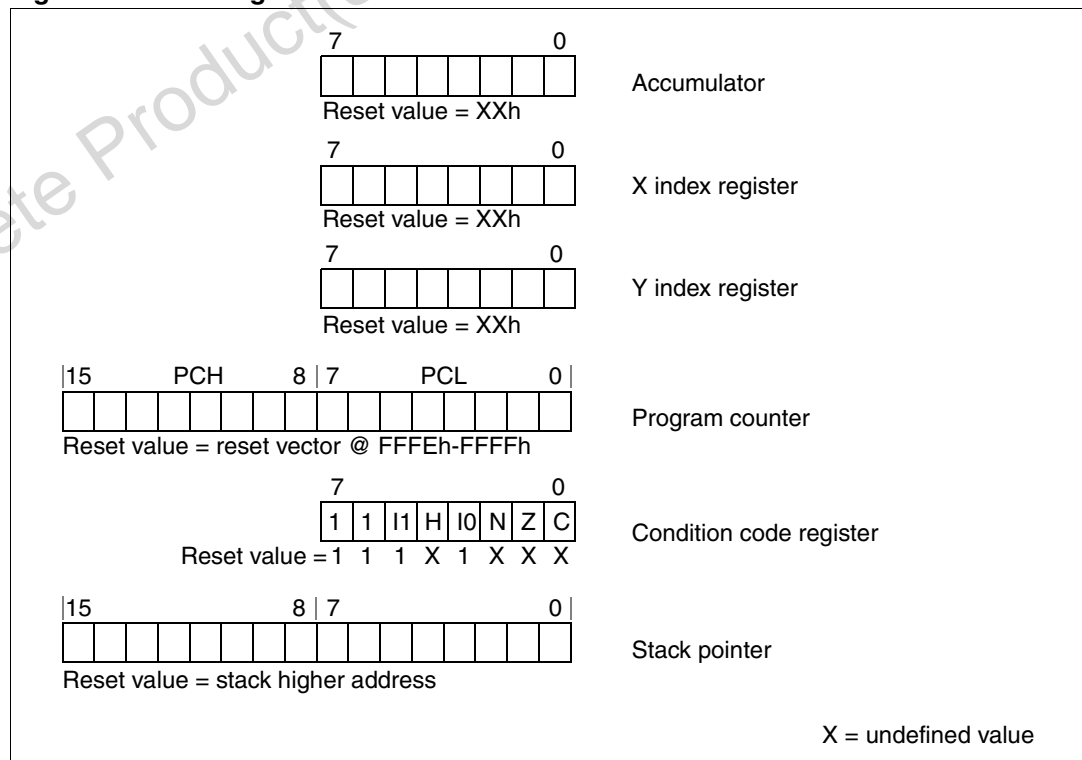 7 0
Accumulator
Reset value = XXh
7 0
X index register
Reset value = XXh
7 0
Y index register
Reset value = XXh
15 PCH 8 7 PCL 0
Program counter
Reset value = reset vector @ FFFEh-FFFFh
7 0
1 1 I1 H I0 N Z C
Condition code register
Reset value = 1 1 1 X 1 X X X
15 8 7 0
Stack pointer
Reset value = stack higher address
X = undefined value